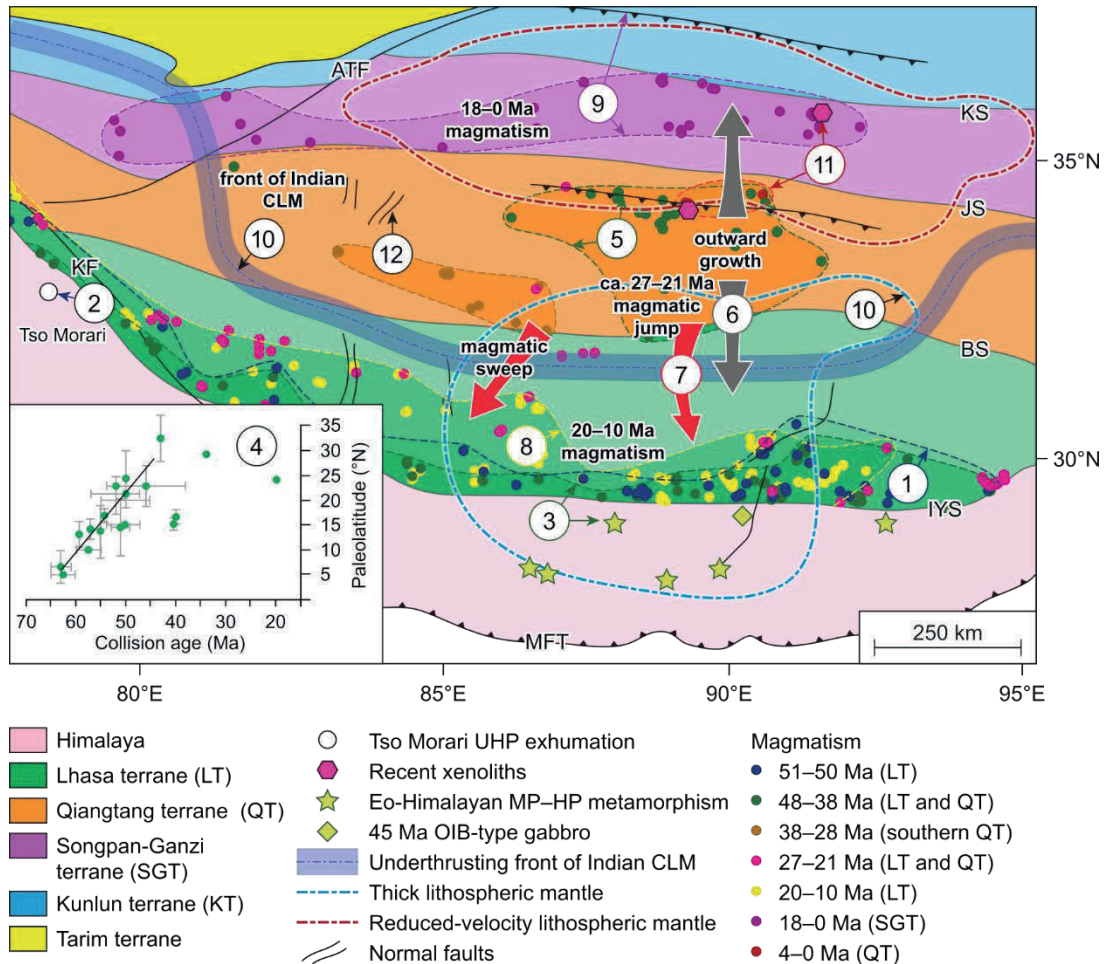 ATF
18–0 Ma
magmatism
9
KS
11
35°N
front of Indian
CLM
JS
10
12
5
outward
growth
KF
2
ca. 27–21 Ma
magmatic
jump
6
10
Tso Morari
BS
magmatic
sweep
7
4
35
30
25
20
15
10
5
Paleolatitude (°N)
70 60 50 40 30 20
Collision age (Ma)
8
20–10 Ma
magmatism
30°N
1
3
IYS
MFT
250 km
80°E
85°E
90°E
95°E
Himalaya
Lhasa terrane (LT)
Qiangtang terrane (QT)
Songpan-Ganzi
terrane (SGT)
Kunlun terrane (KT)
Tarim terrane
Tso Morari UHP exhumation
Recent xenoliths
Eo-Himalayan MP–HP metamorphism
45 Ma OIB-type gabbro
Underthrusting front of Indian CLM
Thick lithospheric mantle
Reduced-velocity lithospheric mantle
Normal faults
Magmatism
51–50 Ma (LT)
48–38 Ma (LT and QT)
38–28 Ma (southern QT)
27–21 Ma (LT and QT)
20–10 Ma (LT)
18–0 Ma (SGT)
4–0 Ma (QT)